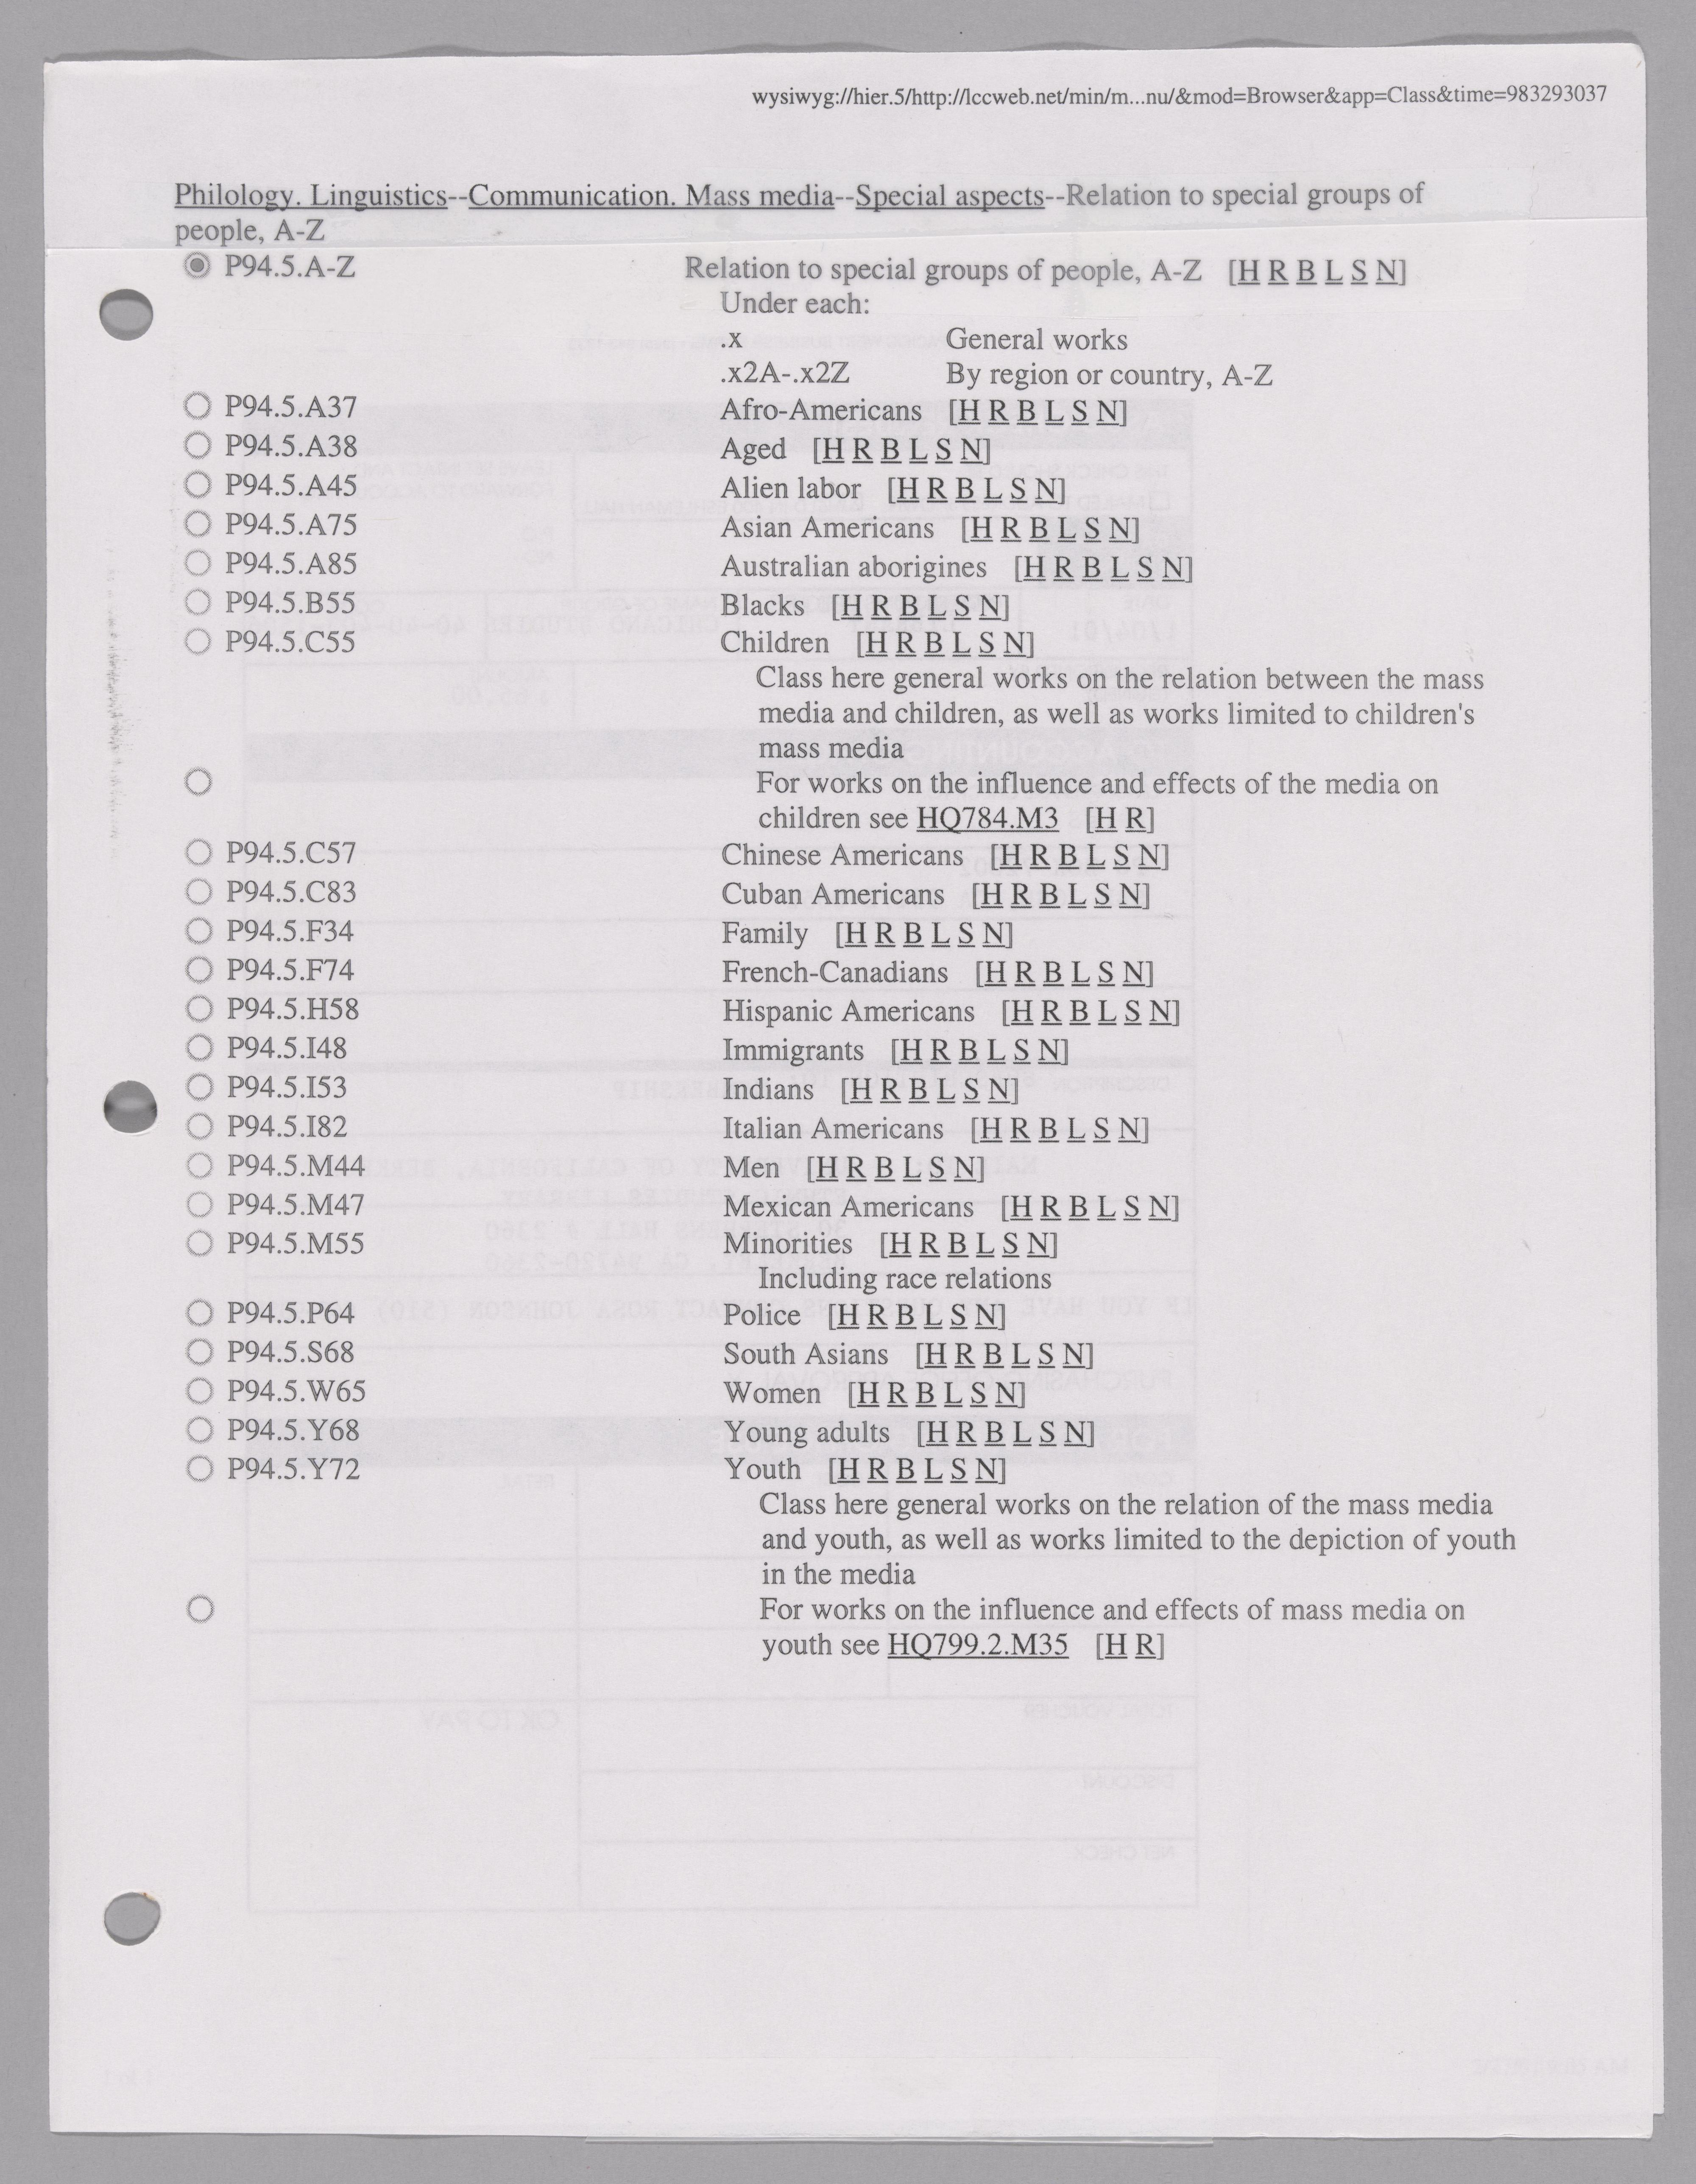 wysiwyg://hier.5/http://lccweb.net/min/m...nu/&mod=Browser&app=Class&time=983293037
Philology. Linguistics--Communication. Mass media--Special aspects--Relation to special groups of
people, A-Z
P94.5.A-Z Relation to special groups of people, A-Z [H R B L S N]
Under each:
.x General works
.x2A-.x2Z By region or country, A-Z
P94.5.A37 Afro-Americans [H R B L S N]
P94.5.A38 Aged [H R B L S N]
P94.5.A45 Alien labor [H R B L S N]
P94.5.A75 Asian Americans [H R B L S N]
P94.5.A85 Australian aborigines [H R B L S N]
P94.5.B55 Blacks [H R B L S N]
P94.5.C55 Children [H R B L S N]
Class here general works on the relation between the mass
media and children, as well as works limited to children's
mass media
For works on the influence and effects of the media on
children see HQ784.M3 [H R]
P94.5.C57 Chinese Americans [H R B L S N]
P94.5.C83 Cuban Americans [H R B L S N]
P94.5.F34 Family [H R B L S N]
P94.5.F74 French-Canadians [H R B L S N]
P94.5.H58 Hispanic Americans [H R B L S N]
P94.5.I48 Immigrants [H R B L S N]
P94.5.I53 Indians [H R B L S N]
P94.5.I82 Italian Americans [H R B L S N]
P94.5.M44 Men [H R B L S N]
P94.5.M47 Mexican Americans [H R B L S N]
P94.5.M55 Minorities [H R B L S N]
Including race relations
P94.5.P64 Police [H R B L S N]
P94.5.S68 South Asians [H R B L S N]
P94.5.W65 Women [H R B L S N]
P94.5.Y68 Young adults [H R B L S N]
P94.5.Y72 Youth [H R B L S N]
Class here general works on the relation of the mass media
and youth, as well as works limited to the depiction of youth
in the media
For works on the influence and effects of mass media on
youth see HQ799.2.M35 [H R]